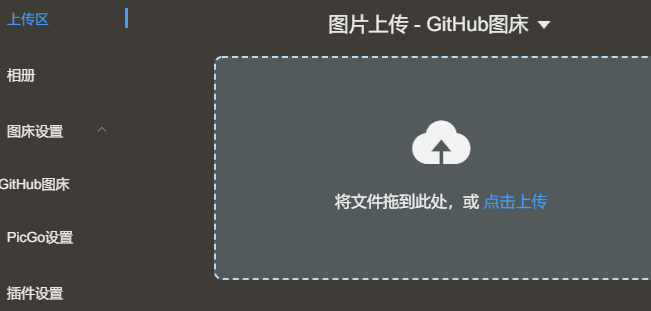 上传区
图片上传 - GitHub图床
相册
图床设置
GitHub图床
将文件拖到此处，或 点击上传
PicGo设置
插件设置